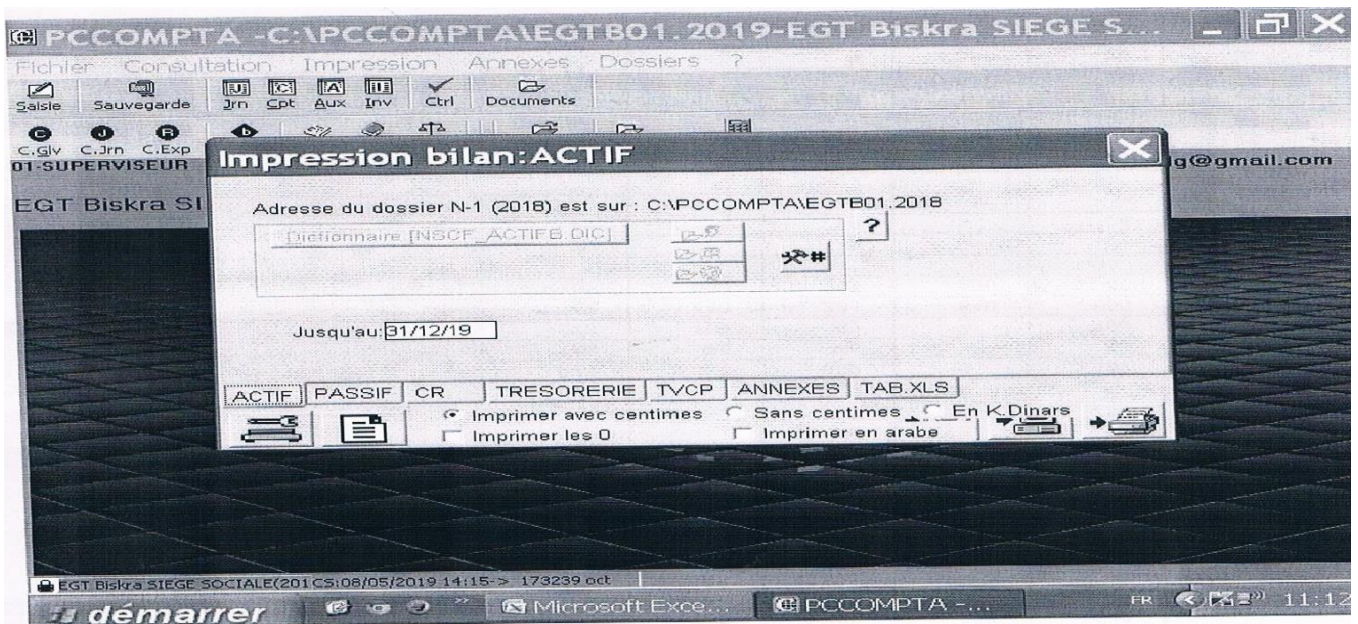 PCCOMPTA -C:\PCCOMPTA\EGTB01.2019-EGT Biskra SIEGE S...
Fichier Consultation Impression Annexes Dossiers ?
Saisie Sauvegarde Jrn Cpt Aux Inv Ctrl Documents
C.Glv C.Jrn C.Exp
01-SUPERVISEUR
lg@gmail.com
EGT Biskra SI
Impression bilan:ACTIF
Adresse du dossier N-1 (2018) est sur : C:\PCCOMPTA\EGTB01.2018
Dictionnaire [NSCF_ACTIFB.DIC]
?
Jusqu'au: 31/12/19
ACTIF PASSIF CR TRESORERIE TVCP ANNEXES TAB.XLS
Imprimer avec centimes Sans centimes En K.Dinars
Imprimer les 0 Imprimer en arabe
EGT Biskra SIEGE SOCIALE(201 CS:08/05/2019 14:15-> 173239 oct
démarrer Microsoft Exce... PCCOMPTA -... FR 11:12